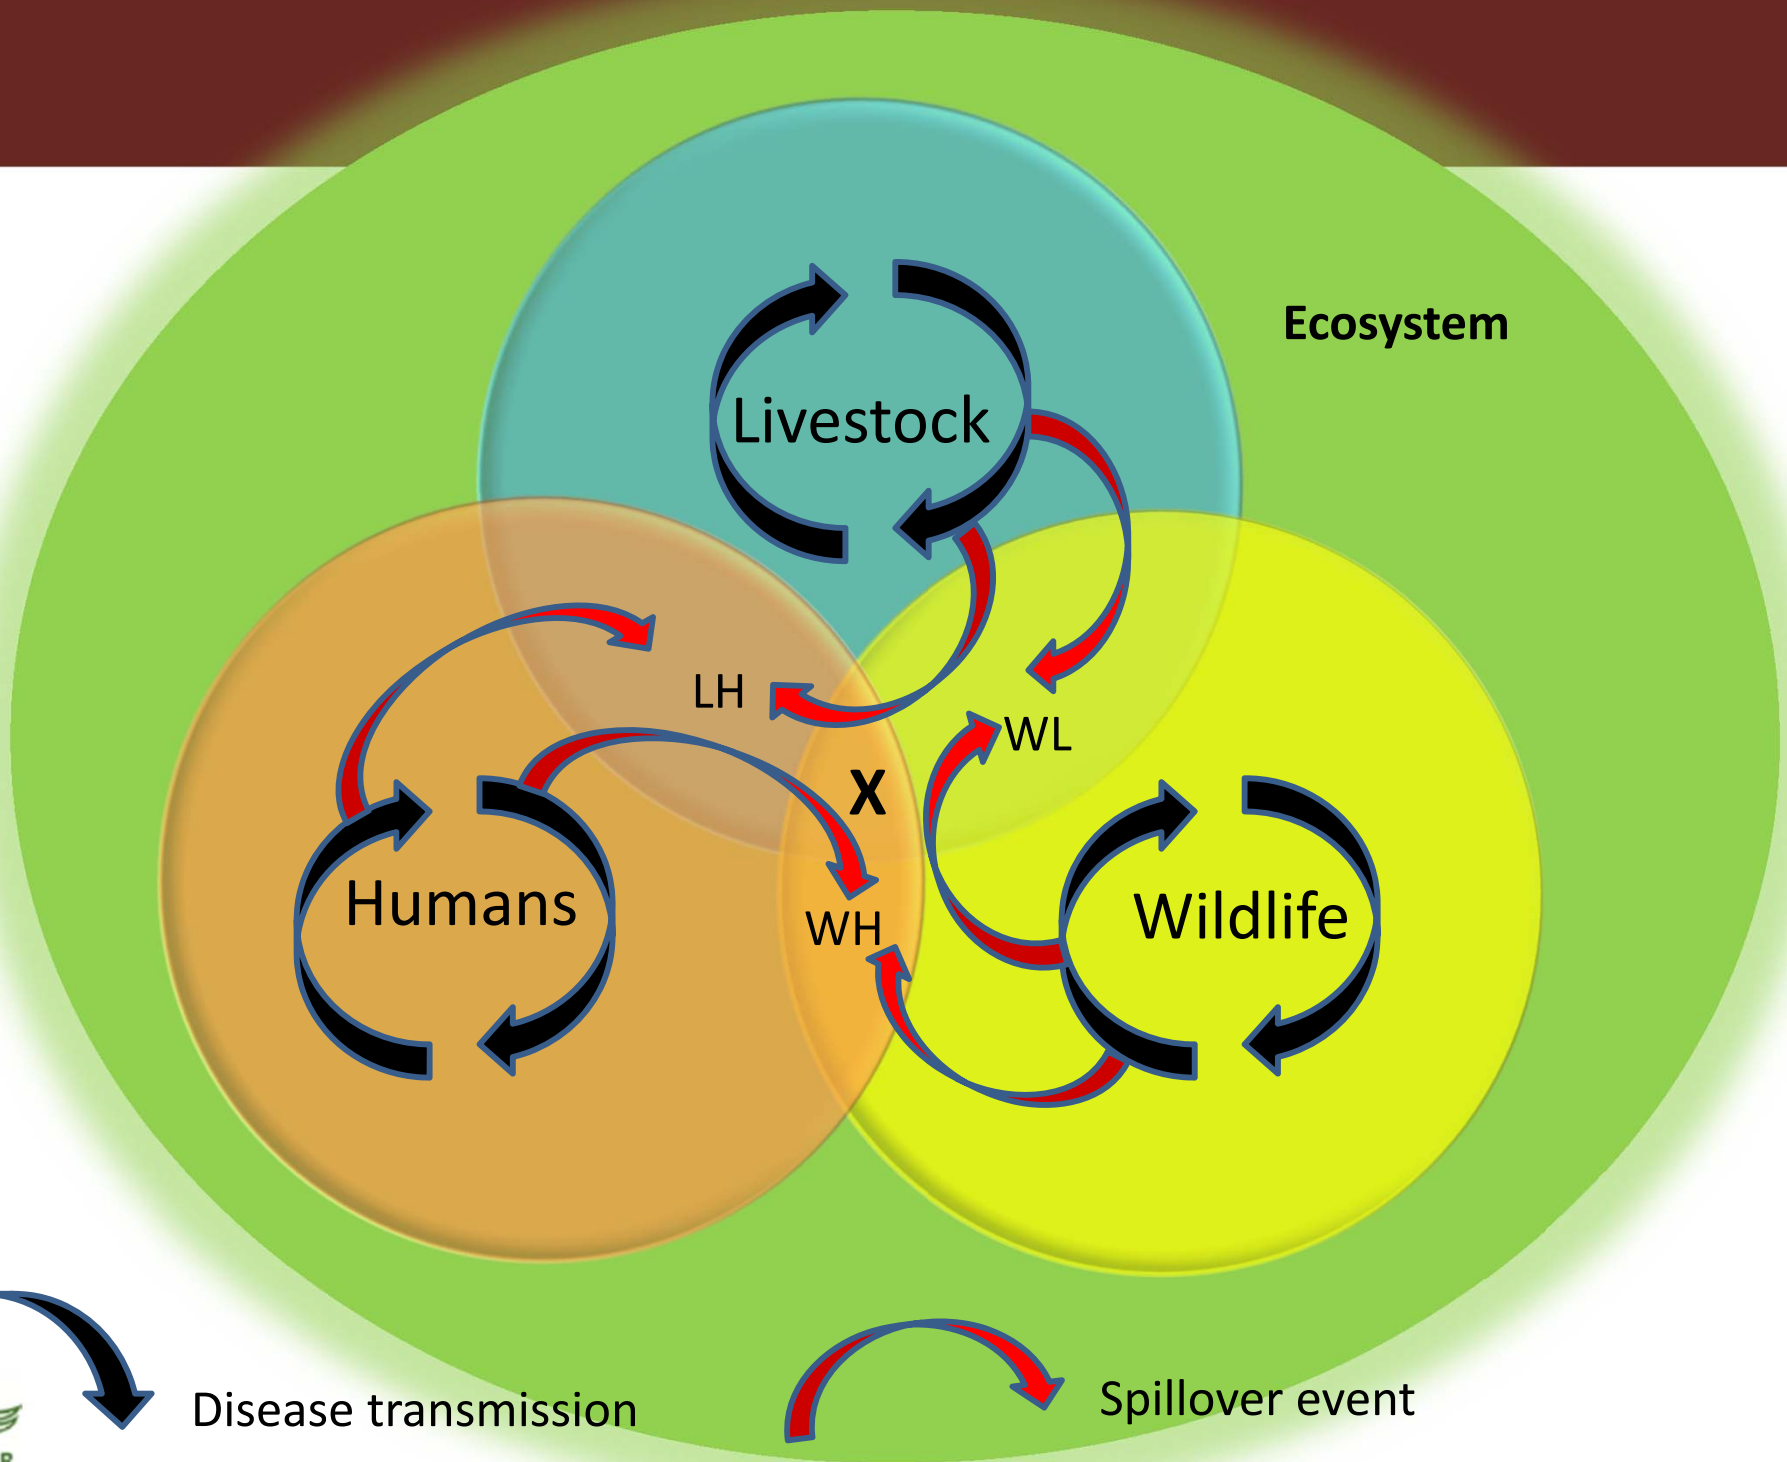 Ecosystem
Livestock
LH
WL
X
Humans
WH
Wildlife
Disease transmission
Spillover event